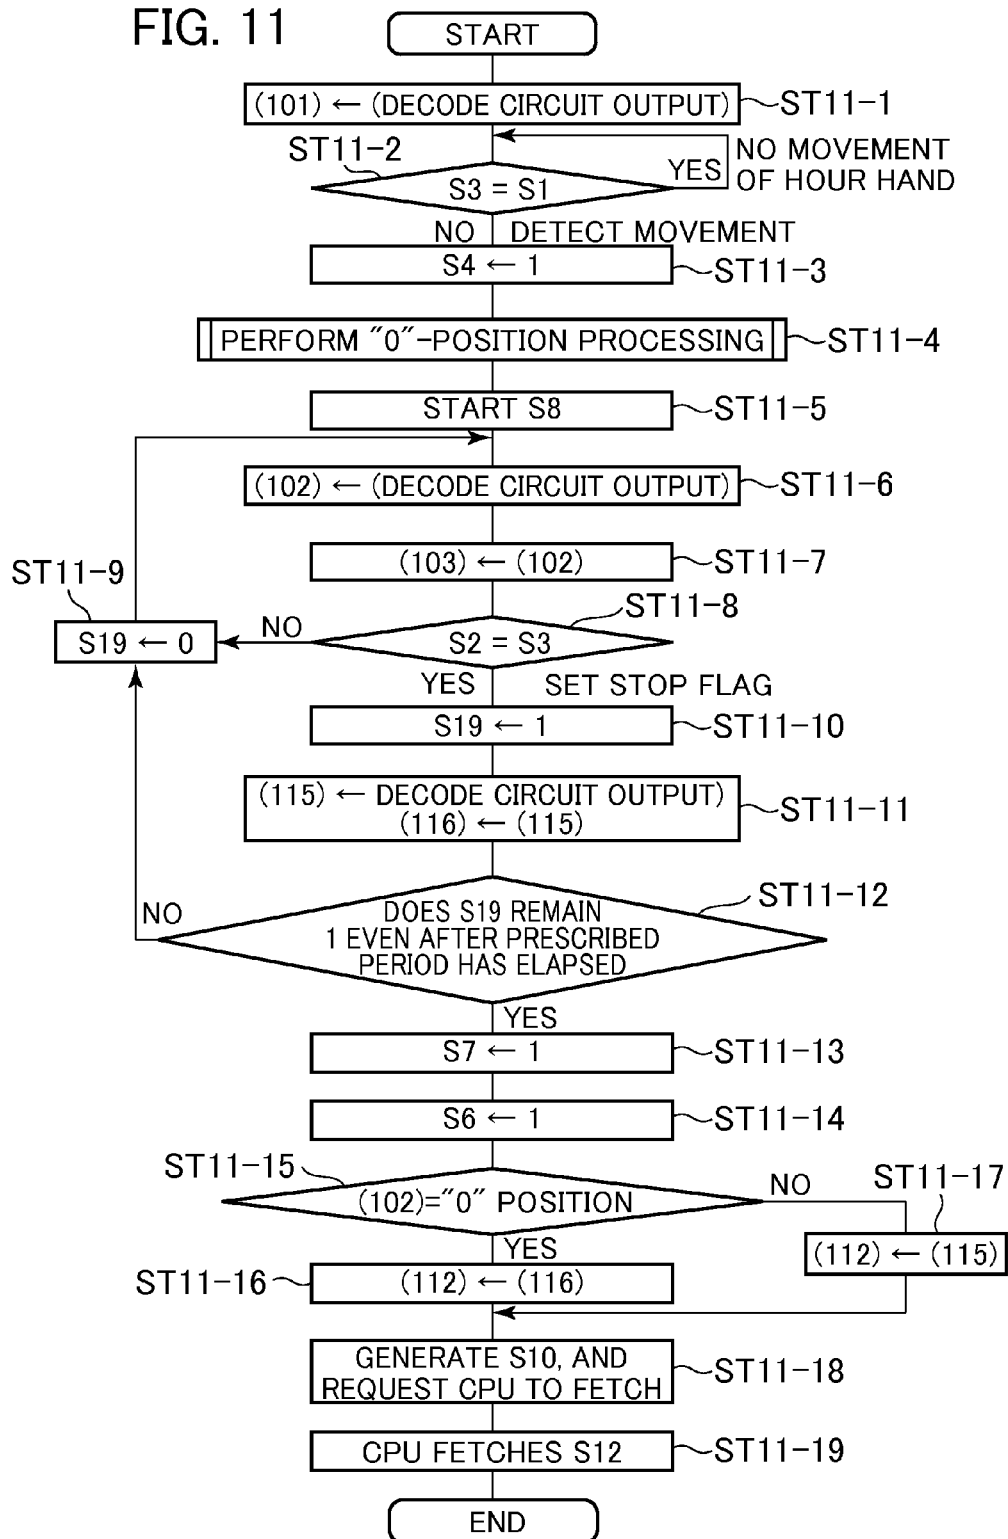 FIG. 11
START
(101) ← (DECODE CIRCUIT OUTPUT)
ST11-1
ST11-2
S3 = S1
YES
NO MOVEMENT
OF HOUR HAND
NO
DETECT MOVEMENT
S4 ← 1
ST11-3
PERFORM "0"-POSITION PROCESSING
ST11-4
START S8
ST11-5
(102) ← (DECODE CIRCUIT OUTPUT)
ST11-6
(103) ← (102)
ST11-7
ST11-9
S19 ← 0
NO
S2 = S3
ST11-8
YES
SET STOP FLAG
S19 ← 1
ST11-10
(115) ← DECODE CIRCUIT OUTPUT)
(116) ← (115)
ST11-11
NO
DOES S19 REMAIN
1 EVEN AFTER PRESCRIBED
PERIOD HAS ELAPSED
ST11-12
YES
S7 ← 1
ST11-13
S6 ← 1
ST11-14
ST11-15
(102)="0" POSITION
NO
ST11-17
(112) ← (115)
YES
ST11-16
(112) ← (116)
GENERATE S10, AND
REQUEST CPU TO FETCH
ST11-18
CPU FETCHES S12
ST11-19
END